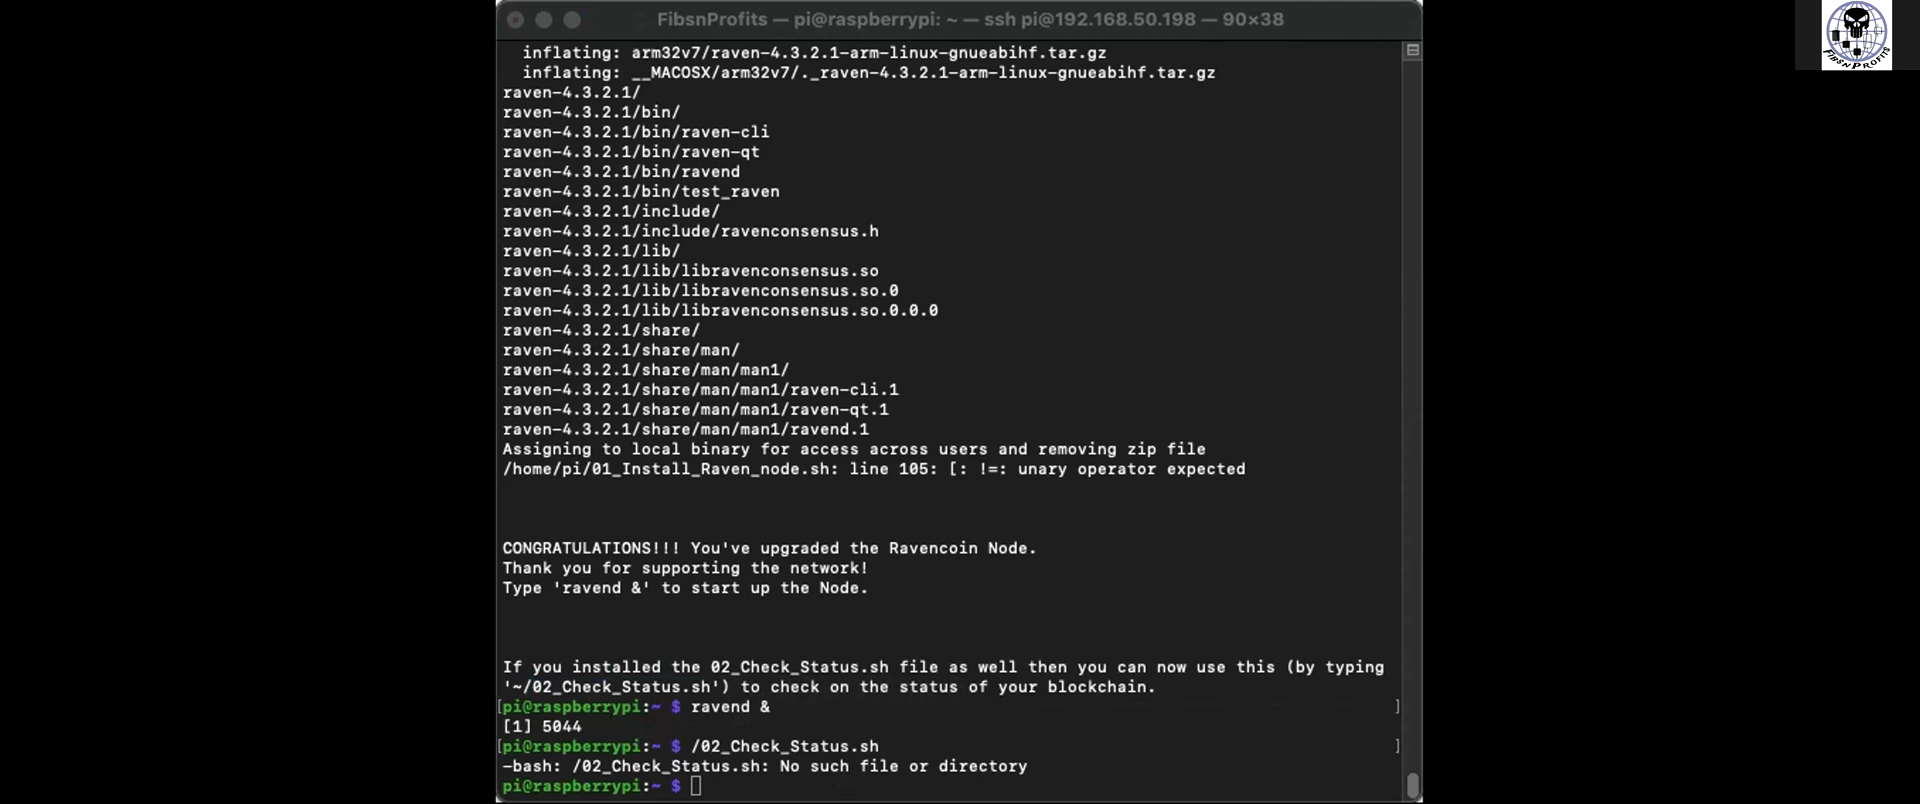 FibsnProfits — pi@raspberrypi: ~ — ssh pi@192.168.50.198 — 90×38
inflating: arm32v7/raven-4.3.2.1-arm-linux-gnueabihf.tar.gz
inflating: __MACOSX/arm32v7/._raven-4.3.2.1-arm-linux-gnueabihf.tar.gz
raven-4.3.2.1/
raven-4.3.2.1/bin/
raven-4.3.2.1/bin/raven-cli
raven-4.3.2.1/bin/raven-qt
raven-4.3.2.1/bin/ravend
raven-4.3.2.1/bin/test_raven
raven-4.3.2.1/include/
raven-4.3.2.1/include/ravenconsensus.h
raven-4.3.2.1/lib/
raven-4.3.2.1/lib/libravenconsensus.so
raven-4.3.2.1/lib/libravenconsensus.so.0
raven-4.3.2.1/lib/libravenconsensus.so.0.0.0
raven-4.3.2.1/share/
raven-4.3.2.1/share/man/
raven-4.3.2.1/share/man/man1/
raven-4.3.2.1/share/man/man1/raven-cli.1
raven-4.3.2.1/share/man/man1/raven-qt.1
raven-4.3.2.1/share/man/man1/ravend.1
Assigning to local binary for access across users and removing zip file
/home/pi/01_Install_Raven_node.sh: line 105: [: !=: unary operator expected
CONGRATULATIONS!!! You've upgraded the Ravencoin Node.
Thank you for supporting the network!
Type 'ravend &' to start up the Node.
If you installed the 02_Check_Status.sh file as well then you can now use this (by typing
'~/02_Check_Status.sh') to check on the status of your blockchain.
[pi@raspberrypi:~ $ ravend & ]
[1] 5044
[pi@raspberrypi:~ $ /02_Check_Status.sh ]
-bash: /02_Check_Status.sh: No such file or directory
pi@raspberrypi:~ $
FIBSNPROFITS